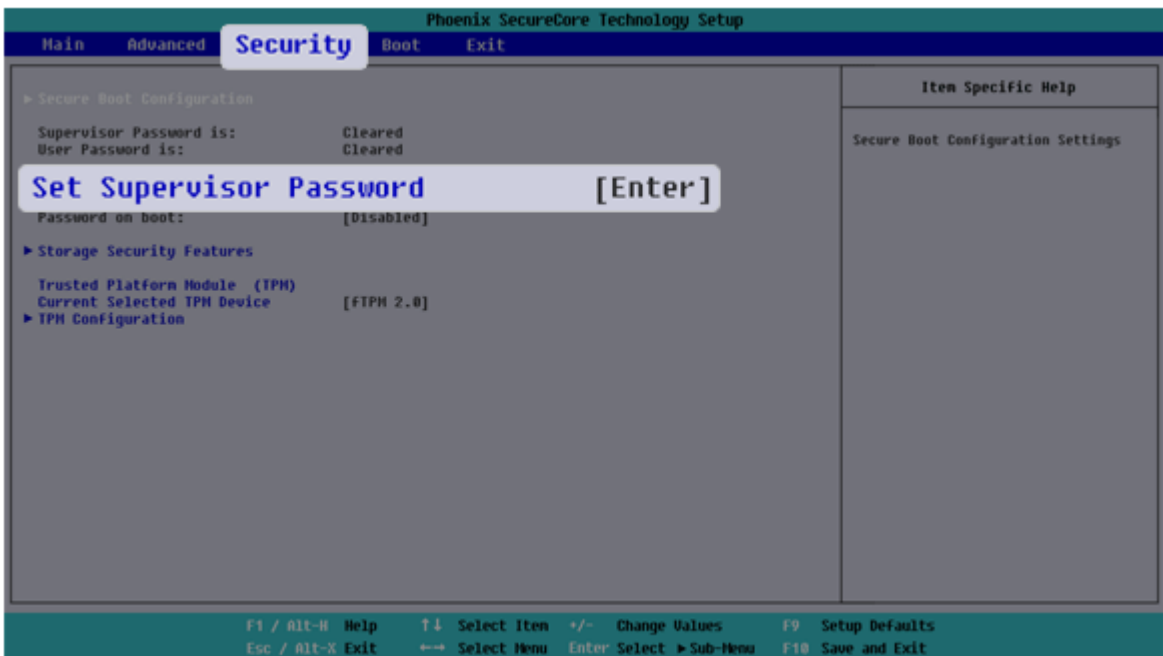 Phoenix SecureCore Technology Setup
Main Advanced Security Boot Exit
▶ Secure Boot Configuration
Item Specific Help
Supervisor Password is: Cleared
User Password is: Cleared
Secure Boot Configuration Settings
Set Supervisor Password [Enter]
Password on boot: [Disabled]
▶ Storage Security Features
Trusted Platform Module (TPM)
Current Selected TPM Device [fTPM 2.0]
▶ TPM Configuration
F1 / Alt-H Help ↑↓ Select Item +/- Change Values F9 Setup Defaults
Esc / Alt-X Exit ←→ Select Menu Enter Select ▶ Sub-Menu F10 Save and Exit